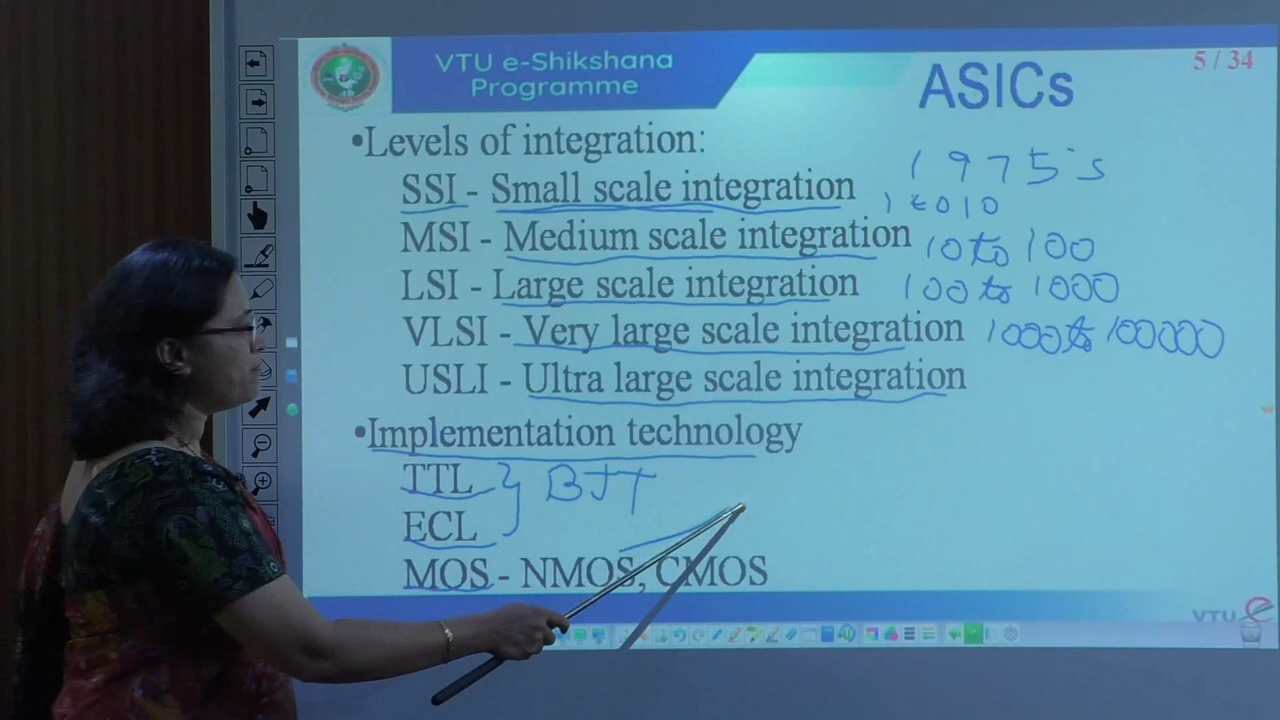 VTU e-Shikshana
Programme
5 / 34
ASICs
•Levels of integration:
1975's
SSI - Small scale integration 1 to 10
MSI - Medium scale integration 10 to 100
LSI - Large scale integration 100 to 1000
VLSI - Very large scale integration 1000 to 100000
USLI - Ultra large scale integration
•Implementation technology
TTL } BJT
ECL
MOS - NMOS, CMOS
VTU e